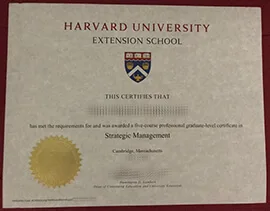 HARVARD UNIVERSITY
EXTENSION SCHOOL
THIS CERTIFIES THAT
has met the requirements for and was awarded a five-course professional graduate-level certificate in
Strategic Management
Cambridge, Massachusetts